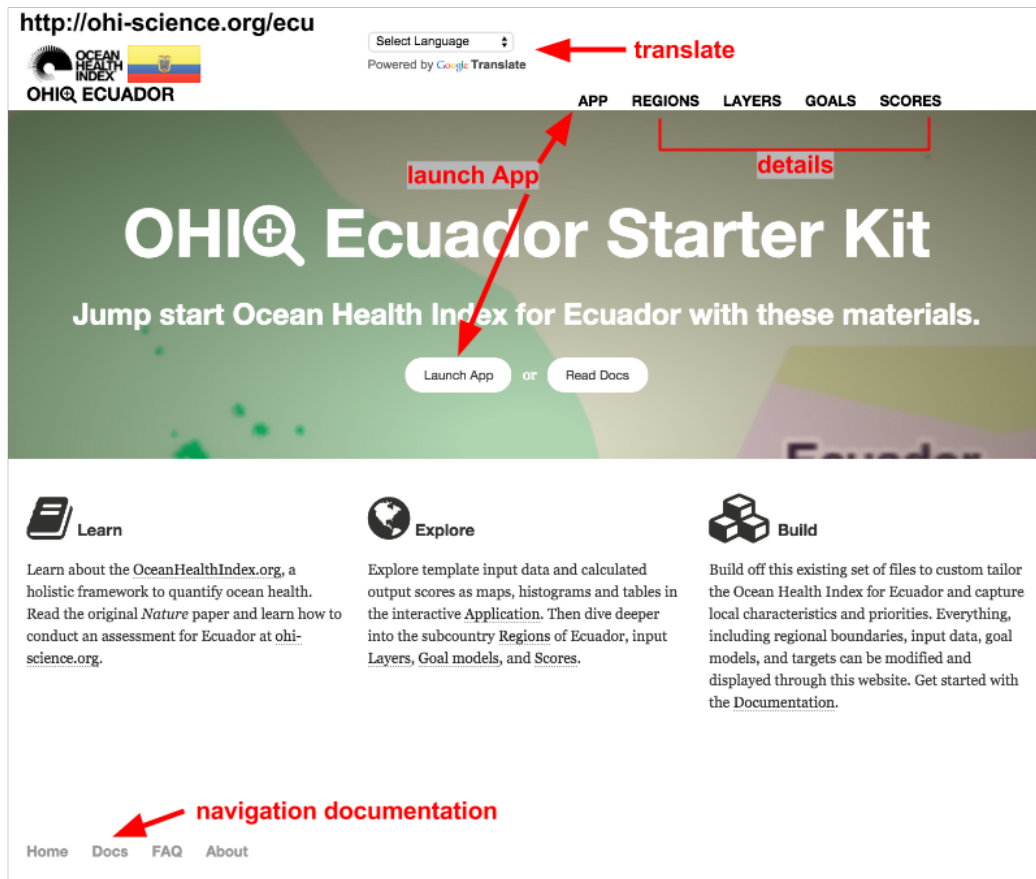 http://ohi-science.org/ecu
Select Language
translate
OCEAN
HEALTH
INDEX
Powered by Google Translate
OHI ECUADOR
APP REGIONS LAYERS GOALS SCORES
launch App
details
OHI Ecuador Starter Kit
Jump start Ocean Health Index for Ecuador with these materials.
Launch App or Read Docs
Ecuador
Learn
Learn about the OceanHealthIndex.org, a
holistic framework to quantify ocean health.
Read the original Nature paper and learn how to
conduct an assessment for Ecuador at ohi-
science.org.
Explore
Explore template input data and calculated
output scores as maps, histograms and tables in
the interactive Application. Then dive deeper
into the subcountry Regions of Ecuador, input
Layers, Goal models, and Scores.
Build
Build off this existing set of files to custom tailor
the Ocean Health Index for Ecuador and capture
local characteristics and priorities. Everything,
including regional boundaries, input data, goal
models, and targets can be modified and
displayed through this website. Get started with
the Documentation.
navigation documentation
Home Docs FAQ About